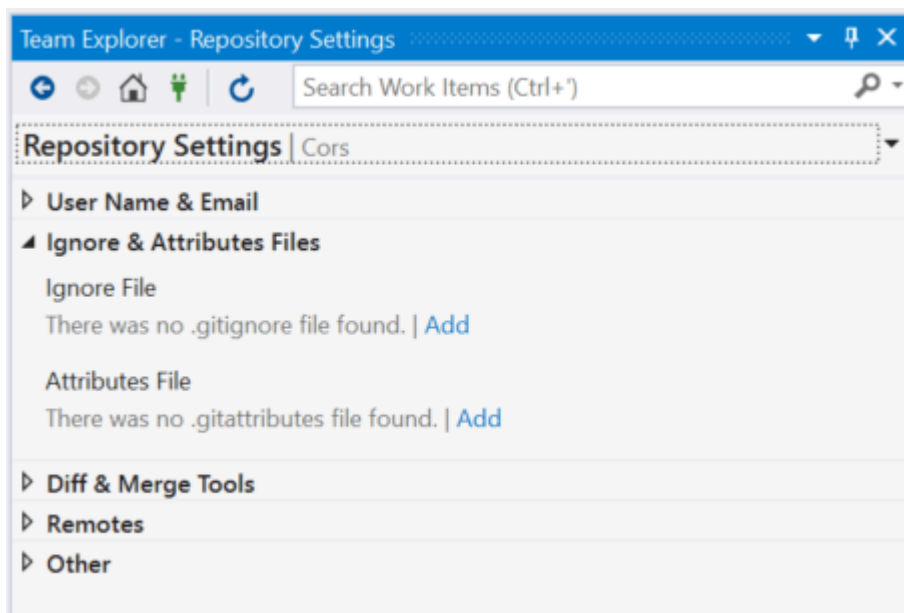 Team Explorer - Repository Settings
Search Work Items (Ctrl+')
Repository Settings | Cors
User Name & Email
Ignore & Attributes Files
Ignore File
There was no .gitignore file found. | Add
Attributes File
There was no .gitattributes file found. | Add
Diff & Merge Tools
Remotes
Other